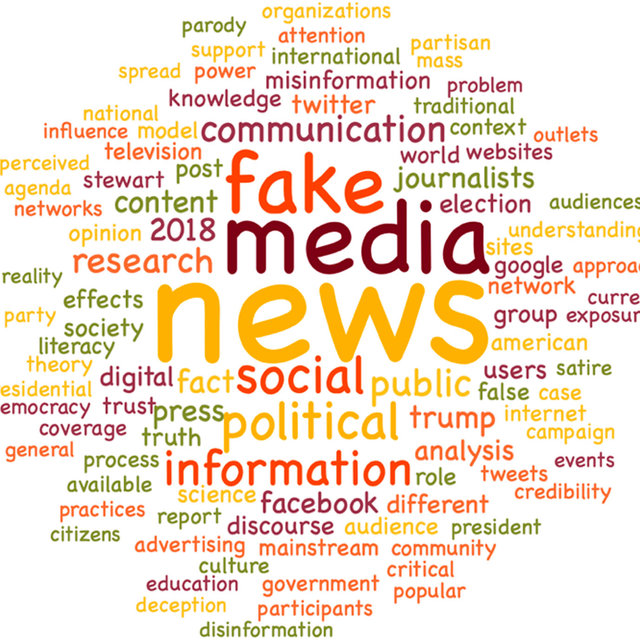 organizations
parody attention
support international partisan
mass
spread power misinformation problem
knowledge twitter traditional
national
influence model communication context outlets
television world websites
perceived post fake journalists
agenda stewart
networks content election audiences
opinion 2018 media understanding
sites
research google approac
reality network
effects news curre
party group exposur
society
literacy american
theory digital fact social public users satire
esidential false case
emocracy trust press political trump internet
coverage truth campaign
general process information analysis events
available role tweets
science credibility
practices facebook different
report discourse audience president
citizens
advertising mainstream community
culture critical
education government popular
deception participants
disinformation